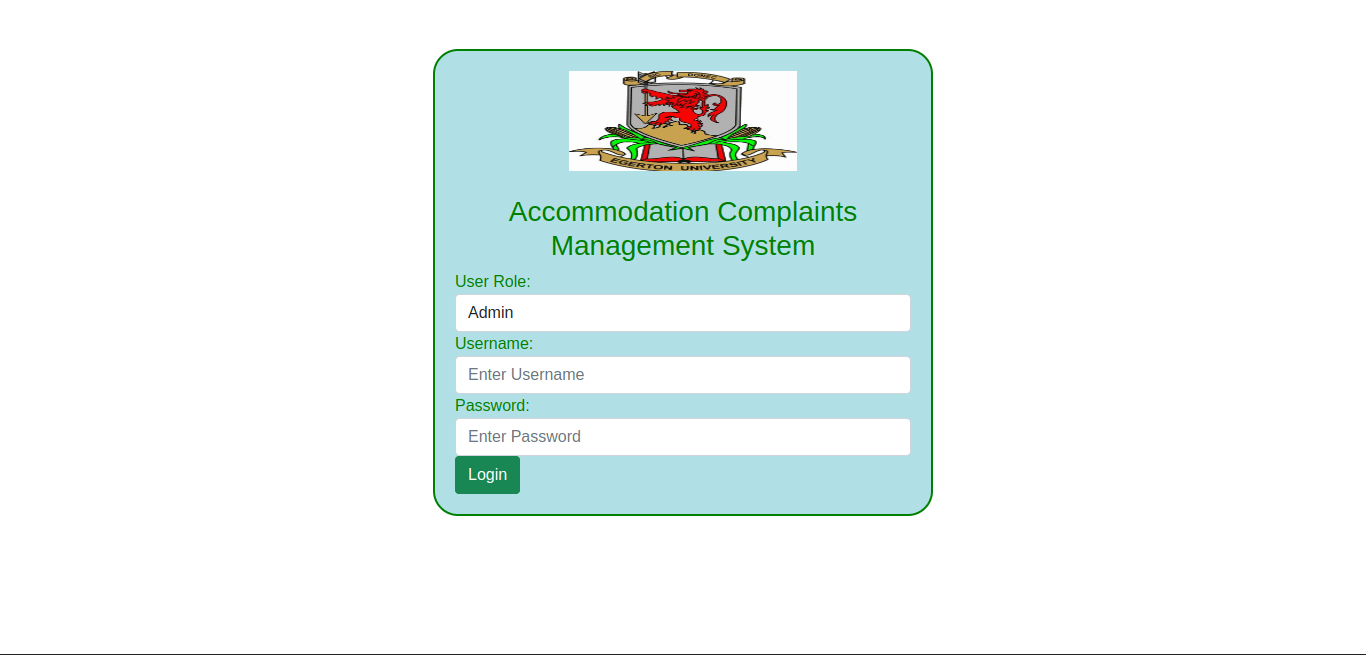 EGERTON UNIVERSITY
Accommodation Complaints
Management System
User Role:
Admin
Username:
Enter Username
Password:
Enter Password
Login